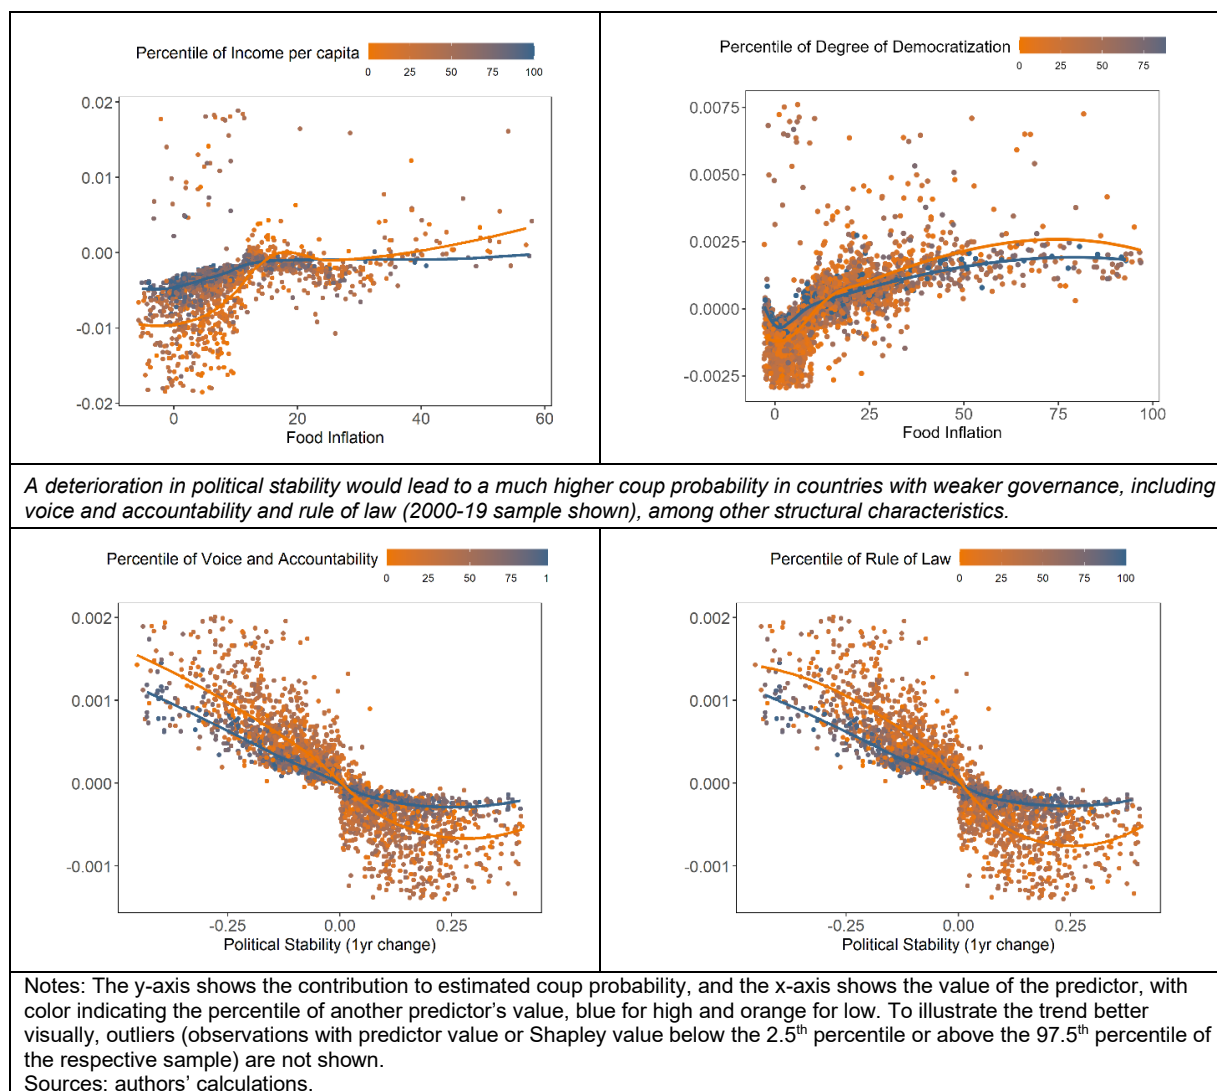 Percentile of Income per capita
0 25 50 75 100
0.02
0.01
0.00
-0.01
-0.02
0 20 40 60
Food Inflation
Percentile of Degree of Democratization
0 25 50 75
0.0075
0.0050
0.0025
0.0000
-0.0025
0 25 50 75 100
Food Inflation
A deterioration in political stability would lead to a much higher coup probability in countries with weaker governance, including
voice and accountability and rule of law (2000-19 sample shown), among other structural characteristics.
Percentile of Voice and Accountability
0 25 50 75 1
0.002
0.001
0.000
-0.001
-0.25 0.00 0.25
Political Stability (1yr change)
Percentile of Rule of Law
0 25 50 75 100
0.002
0.001
0.000
-0.001
-0.25 0.00 0.25
Political Stability (1yr change)
Notes: The y-axis shows the contribution to estimated coup probability, and the x-axis shows the value of the predictor, with
color indicating the percentile of another predictor's value, blue for high and orange for low. To illustrate the trend better
visually, outliers (observations with predictor value or Shapley value below the 2.5th percentile or above the 97.5th percentile of
the respective sample) are not shown.
Sources: authors' calculations.